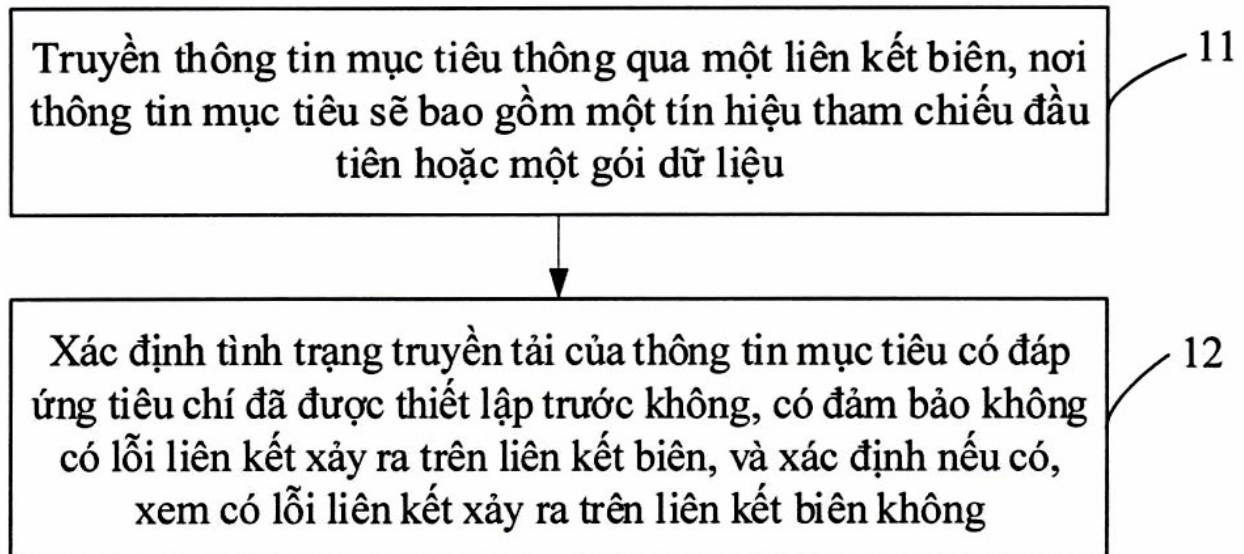 Truyền thông tin mục tiêu thông qua một liên kết biên, nơi
thông tin mục tiêu sẽ bao gồm một tín hiệu tham chiếu đầu
tiên hoặc một gói dữ liệu
11
Xác định tình trạng truyền tải của thông tin mục tiêu có đáp
ứng tiêu chí đã được thiết lập trước không, có đảm bảo không
có lỗi liên kết xảy ra trên liên kết biên, và xác định nếu có,
xem có lỗi liên kết xảy ra trên liên kết biên không
12